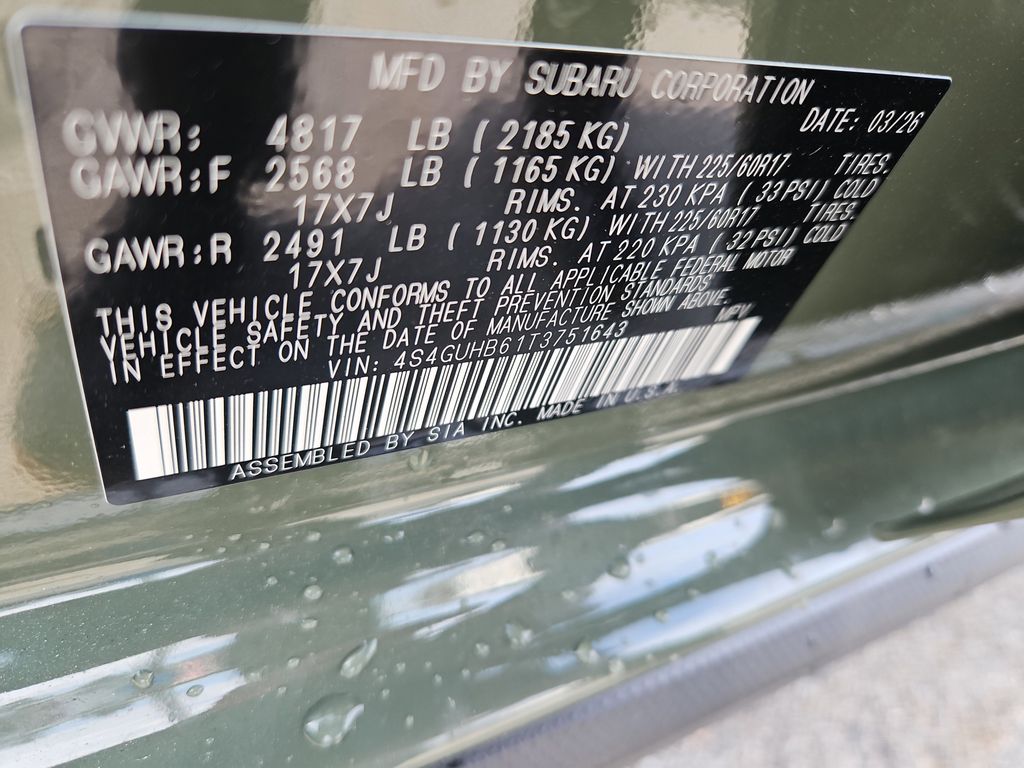 MFD BY SUBARU CORPORATION
DATE: 03/26
GVWR: 4817 LB ( 2185 KG)
GAWR:F 2568 LB ( 1165 KG) WITH 225/60R17 TIRES.
17X7J RIMS. AT 230 KPA ( 33 PSI) COLD
GAWR:R 2491 LB ( 1130 KG) WITH 225/60R17 TIRES.
17X7J RIMS. AT 220 KPA ( 32 PSI) COLD
THIS VEHICLE CONFORMS TO ALL APPLICABLE FEDERAL MOTOR
VEHICLE SAFETY AND THEFT PREVENTION STANDARDS
IN EFFECT ON THE DATE OF MANUFACTURE SHOWN ABOVE.
VIN: 4S4GUHB61T3751643 MPV
ASSEMBLED BY SIA INC. MADE IN U.S.A.